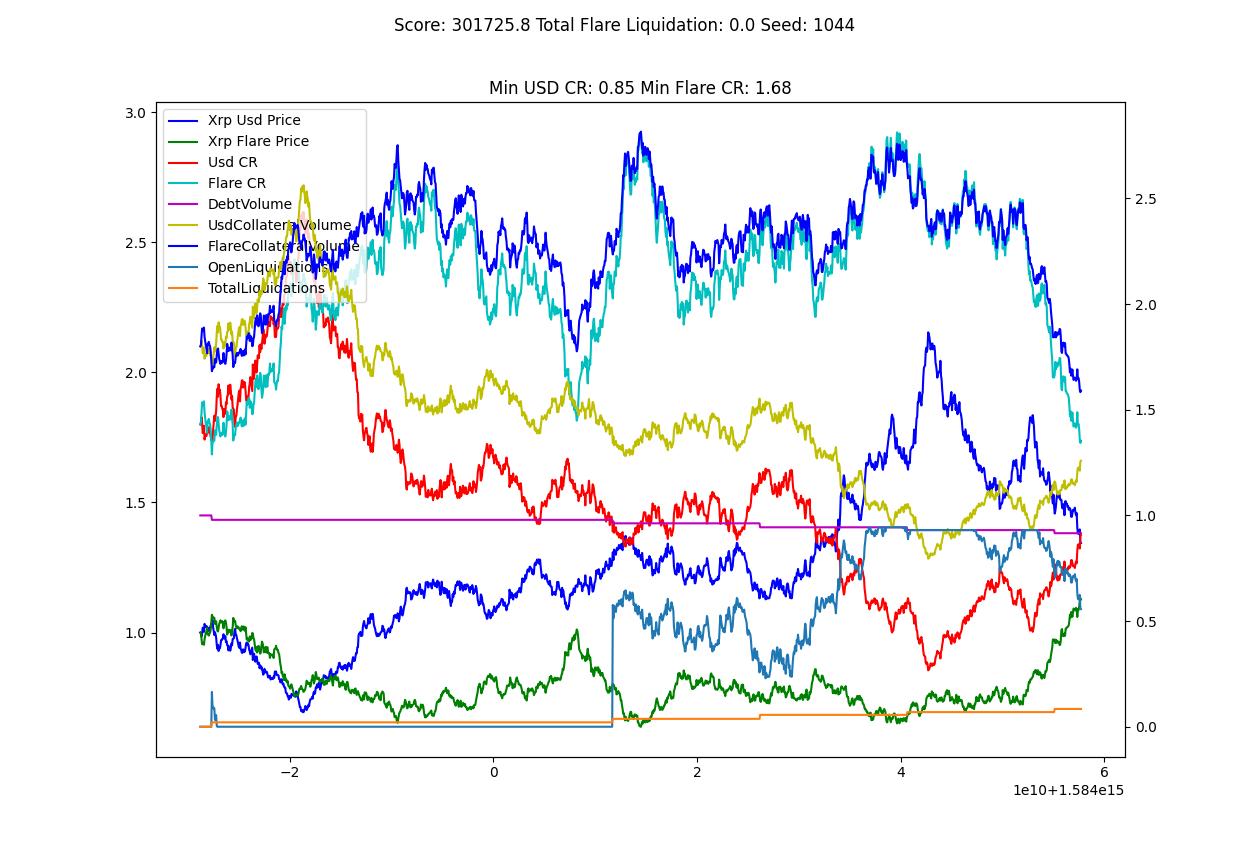 Score: 301725.8 Total Flare Liquidation: 0.0 Seed: 1044
Min USD CR: 0.85 Min Flare CR: 1.68
3.0
2.5
2.0
1.5
1.0
Xrp Usd Price
Xrp Flare Price
Usd CR
Flare CR
DebtVolume
UsdCollateralVolume
FlareCollateralVolume
OpenLiquidations
TotalLiquidations
2.5
2.0
1.5
1.0
0.5
0.0
−2 0 2 4 6
1e10+1.584e15